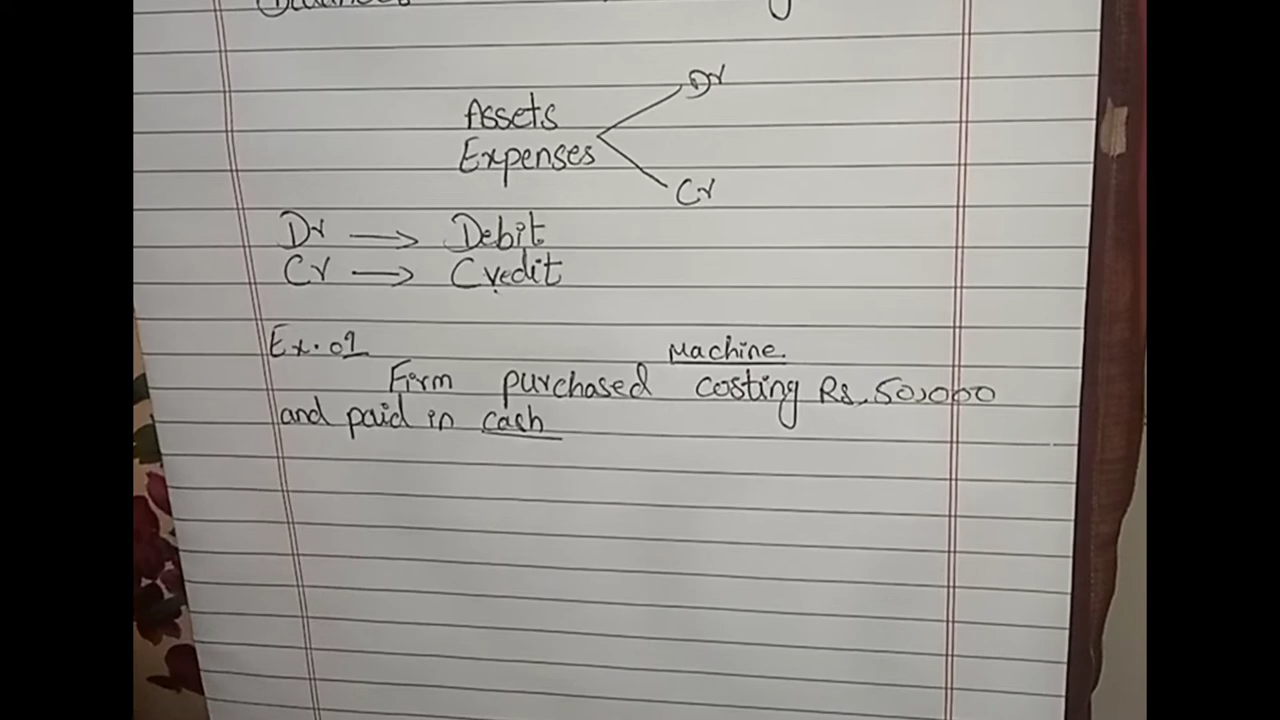 Assets
Expenses
Dr
Cr
Dr → Debit
Cr → Credit
Ex. 01
Machine.
Firm purchased costing Rs. 50,000
and paid in cash